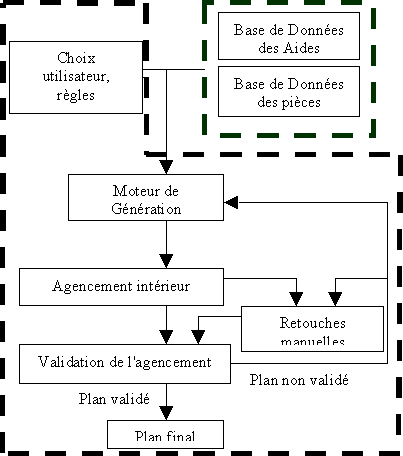 Base de Données
des Aides
Choix
utilisateur,
règles
Base de Données
des pièces
Moteur de
Génération
Agencement intérieur
Retouches
manuelles
Validation de l'agencement
Plan non validé
Plan validé
Plan final